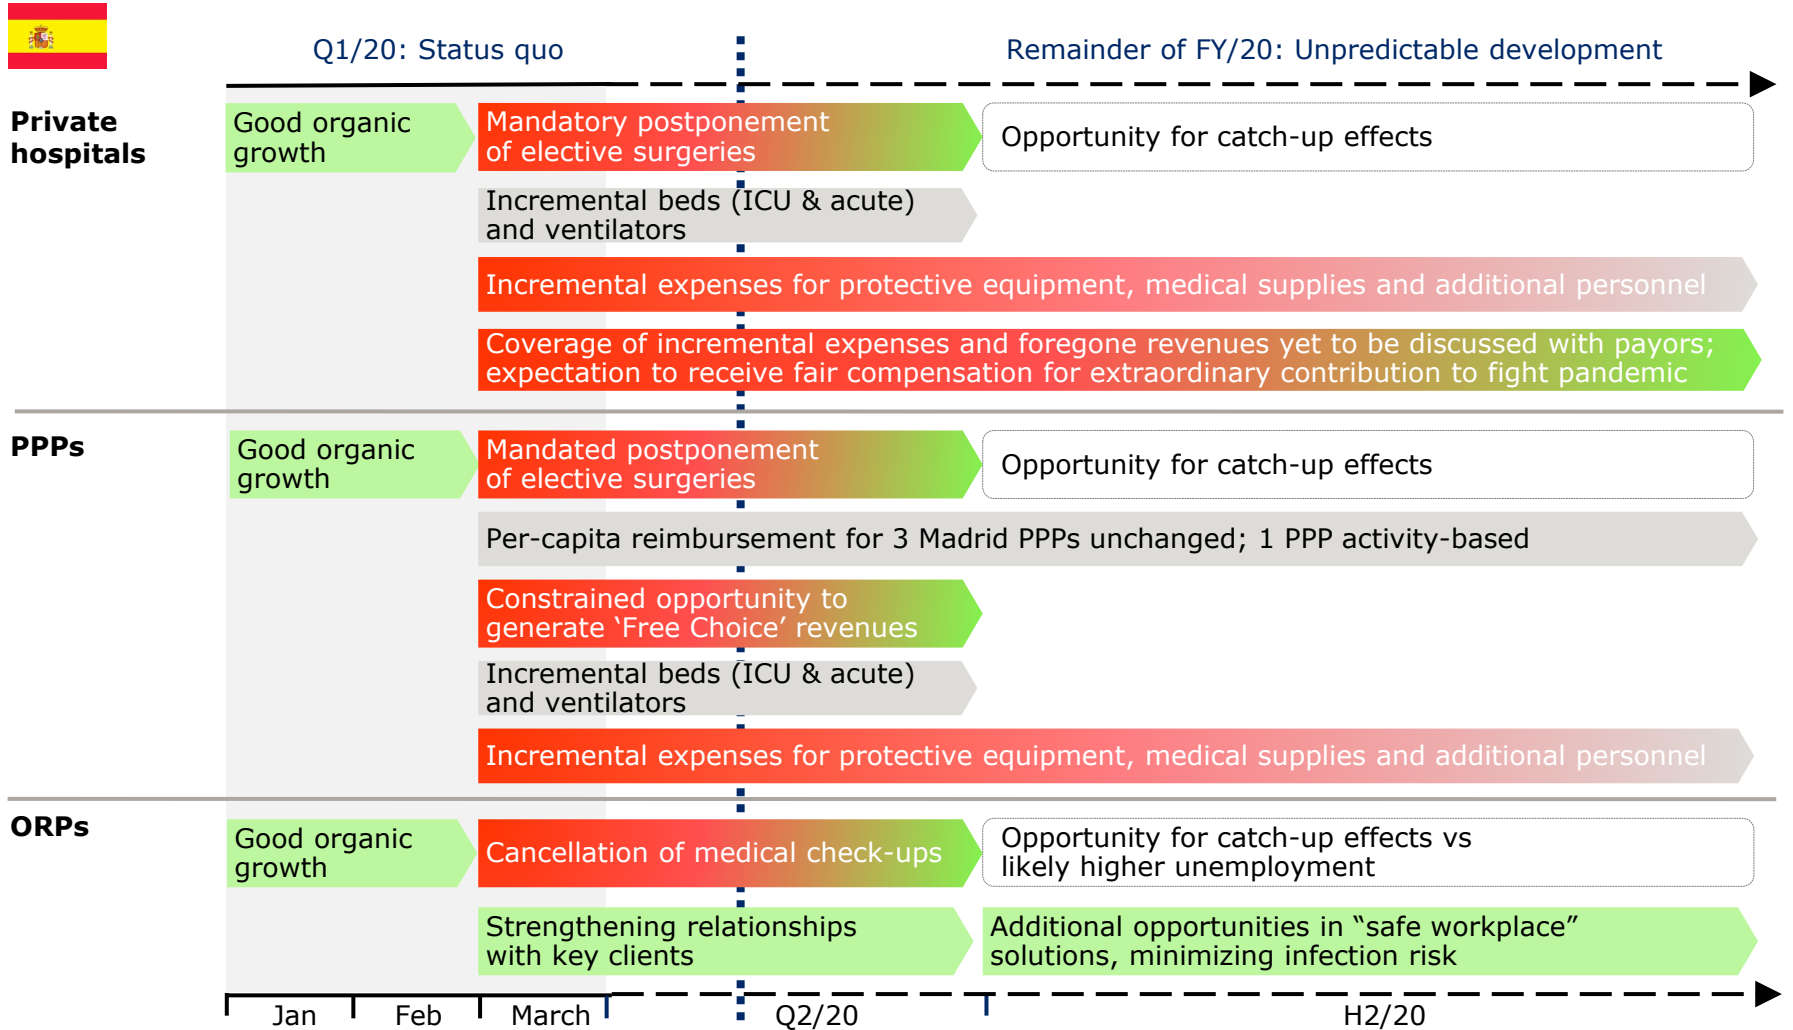 Q1/20: Status quo
Remainder of FY/20: Unpredictable development
Private
hospitals
Good organic
growth
Mandatory postponement
of elective surgeries
Opportunity for catch-up effects
Incremental beds (ICU & acute)
and ventilators
Incremental expenses for protective equipment, medical supplies and additional personnel
Coverage of incremental expenses and foregone revenues yet to be discussed with payors;
expectation to receive fair compensation for extraordinary contribution to fight pandemic
PPPs
Good organic
growth
Mandated postponement
of elective surgeries
Opportunity for catch-up effects
Per-capita reimbursement for 3 Madrid PPPs unchanged; 1 PPP activity-based
Constrained opportunity to
generate ‘Free Choice’ revenues
Incremental beds (ICU & acute)
and ventilators
Incremental expenses for protective equipment, medical supplies and additional personnel
ORPs
Good organic
growth
Cancellation of medical check-ups
Opportunity for catch-up effects vs
likely higher unemployment
Strengthening relationships
with key clients
Additional opportunities in “safe workplace”
solutions, minimizing infection risk
Jan
Feb
March
Q2/20
H2/20